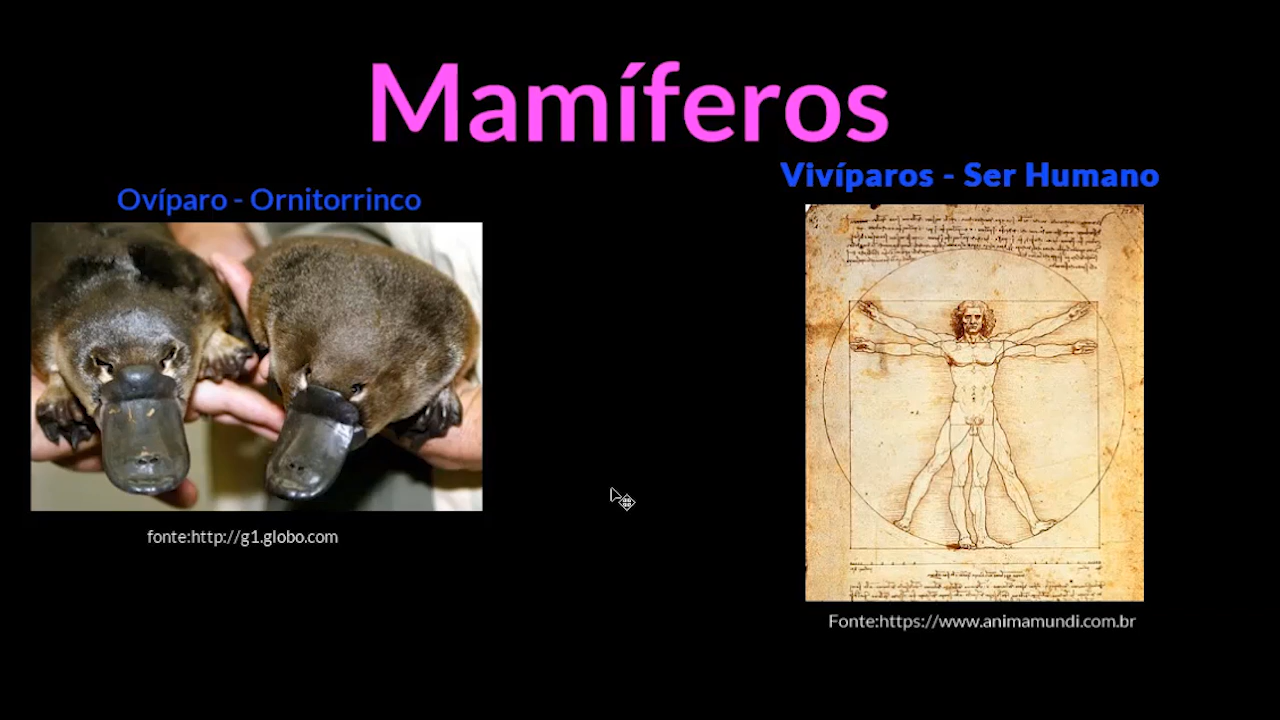 Mamíferos
Ovíparo - Ornitorrinco
fonte:http://g1.globo.com
Vivíparos - Ser Humano
Fonte:https://www.animamundi.com.br